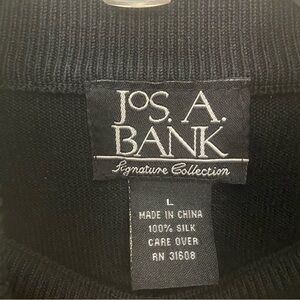 JOS. A.
BANK
Signature Collection
L
MADE IN CHINA
100% SILK
CARE OVER
RN 31608